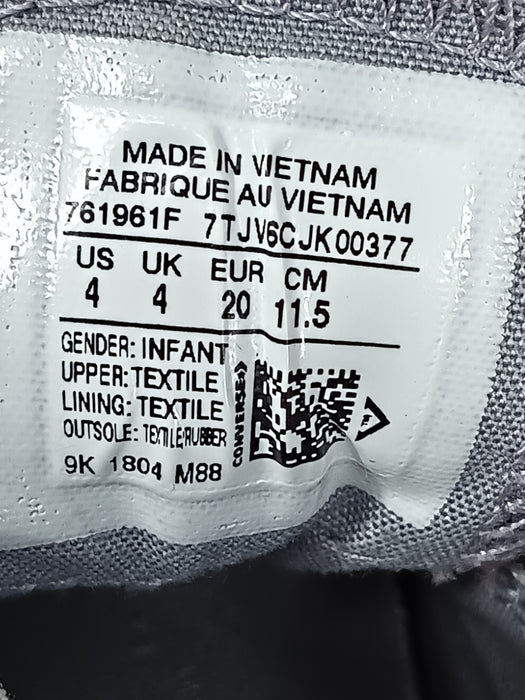 MADE IN VIETNAM
FABRIQUE AU VIETNAM
761961F 7TJV6CJK00377
US UK EUR CM
4 4 20 11.5
GENDER: INFANT
UPPER: TEXTILE
LINING: TEXTILE
OUTSOLE: TEXTILE/RUBBER
CONVERSE
9K 1804 M88